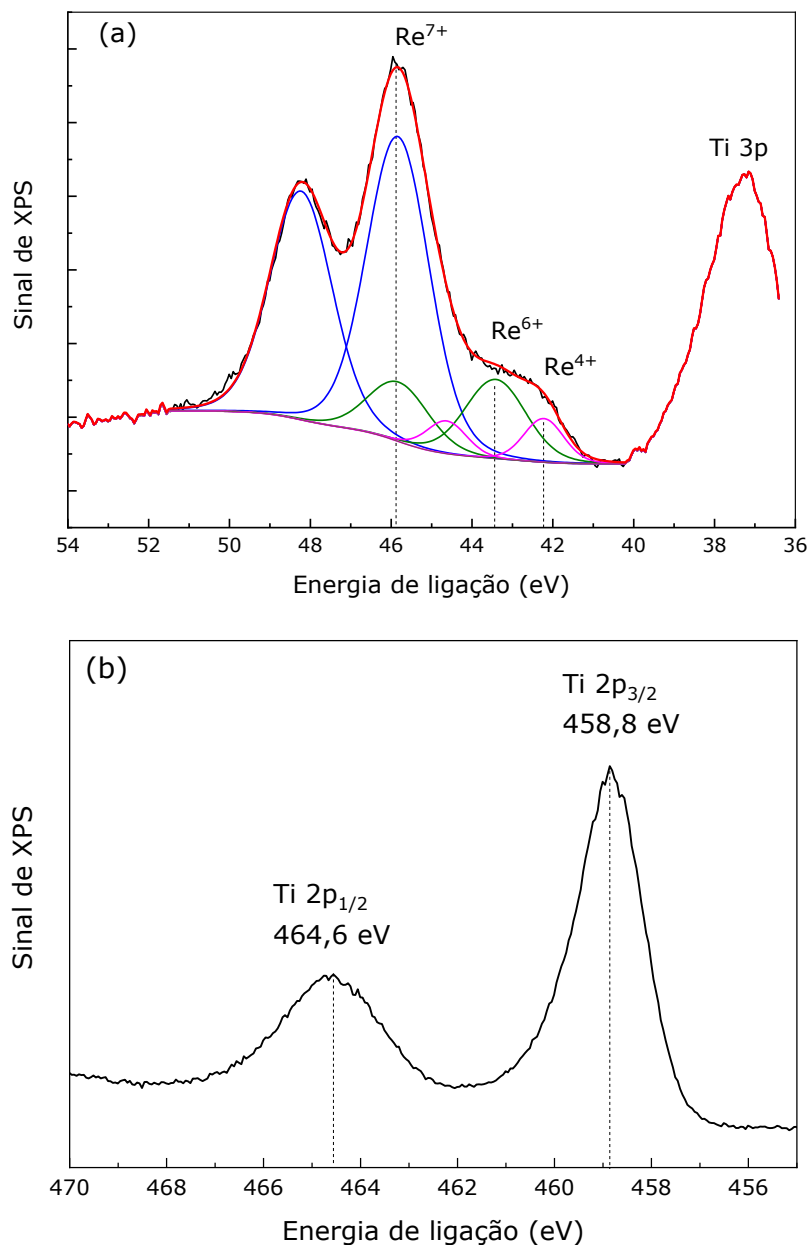 (a)
Re⁷⁺
Ti 3p
Re⁶⁺
Re⁴⁺
Sinal de XPS
54 52 50 48 46 44 42 40 38 36
Energia de ligação (eV)
(b)
Ti 2p₃/₂
458,8 eV
Ti 2p₁/₂
464,6 eV
Sinal de XPS
470 468 466 464 462 460 458 456
Energia de ligação (eV)